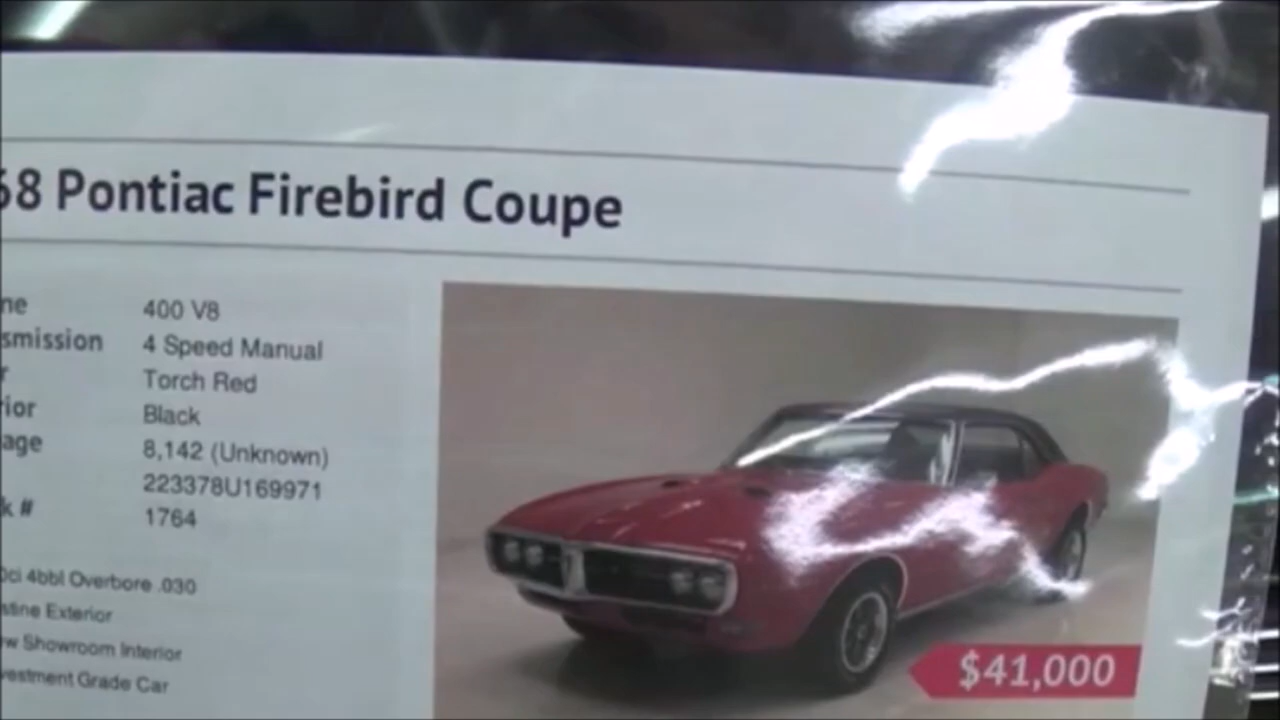 68 Pontiac Firebird Coupe
ne 400 V8
smission 4 Speed Manual
r Torch Red
rior Black
age 8,142 (Unknown)
223378U169971
k # 1764
0ci 4bbl Overbore .030
stine Exterior
w Showroom Interior
vestment Grade Car
$41,000